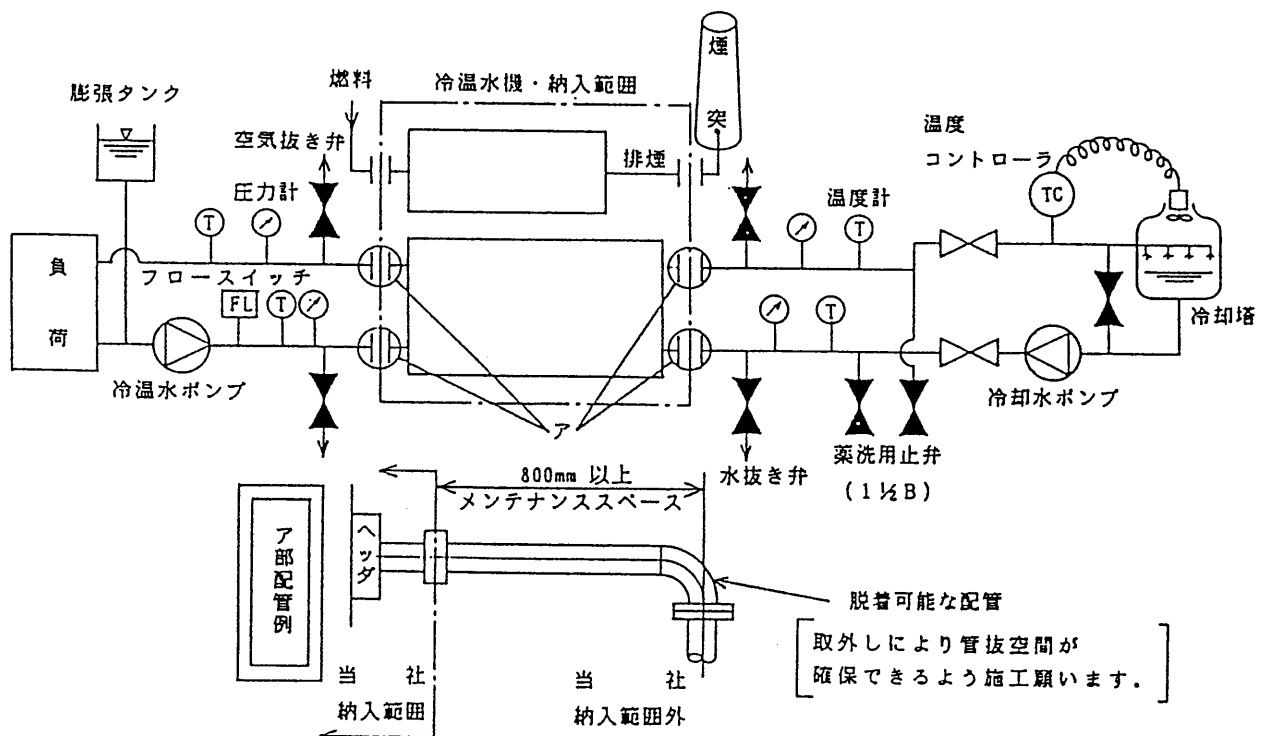 燃料
冷温水機・納入範囲
煙
突
膨張タンク
空気抜き弁
排煙
温度
コントローラ
TC
圧力計
温度計
T
T
負
荷
フロースイッチ
FL
T
T
冷却塔
冷温水ポンプ
冷却水ポンプ
ア
水抜き弁
薬洗用止弁
(1½B)
800mm 以上
メンテナンススペース
ア部配管例
ヘッダ
脱着可能な配管
取外しにより管抜空間が
確保できるよう施工願います.
当 社
納入範囲
当 社
納入範囲外